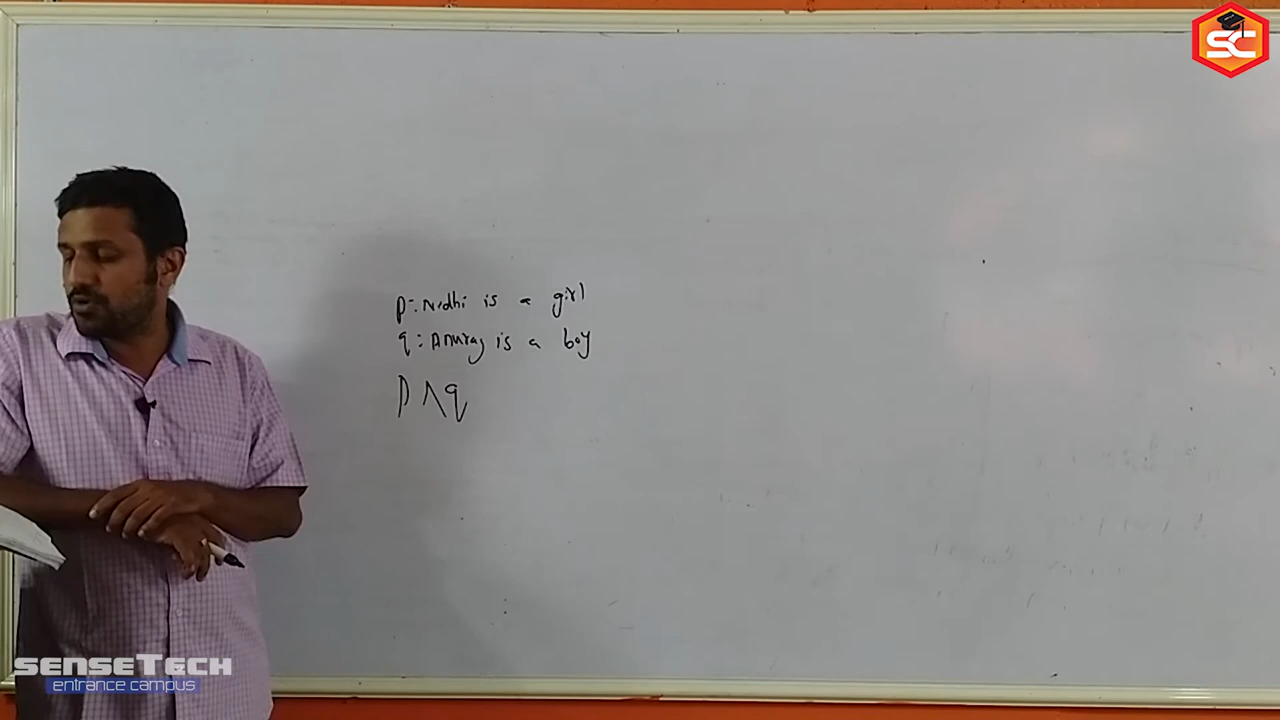 SC
p: Nidhi is a girl
q: Anurag is a boy
p ∧ q
SENSETECH
entrance campus